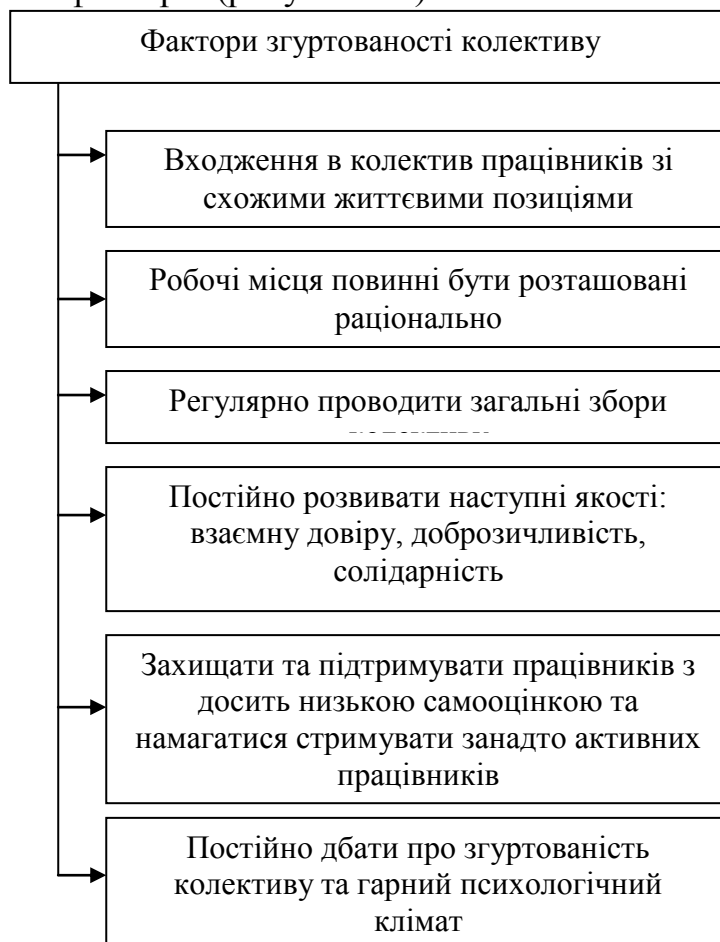 Фактори згуртованості колективу
Входження в колектив працівників зі
схожими життєвими позиціями
Робочі місця повинні бути розташовані
раціонально
Регулярно проводити загальні збори
Постійно розвивати наступні якості:
взаємну довіру, доброзичливість,
солідарність
Захищати та підтримувати працівників з
досить низькою самооцінкою та
намагатися стримувати занадто активних
працівників
Постійно дбати про згуртованість
колективу та гарний психологічний
клімат